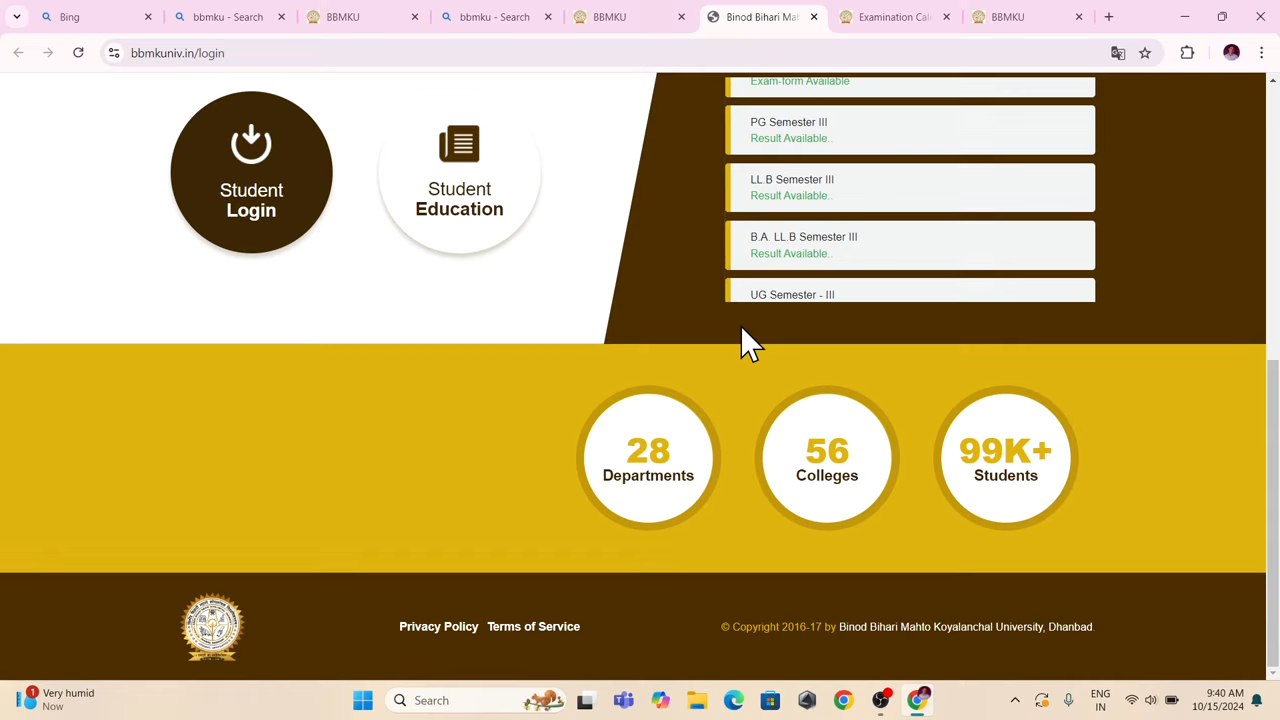 Bing
bbmku - Search
BBMKU
bbmku - Search
BBMKU
Binod Bihari Mah
Examination Cal
BBMKU
bbmkuniv.in/login
Exam-form Available
PG Semester III
Result Available..
LL.B Semester III
Result Available..
B.A. LL.B Semester III
Result Available..
UG Semester - III
Student
Login
Student
Education
28
Departments
56
Colleges
99K+
Students
Privacy Policy Terms of Service
© Copyright 2016-17 by Binod Bihari Mahto Koyalanchal University, Dhanbad.
1
Very humid
Now
Search
ENG
IN
9:40 AM
10/15/2024